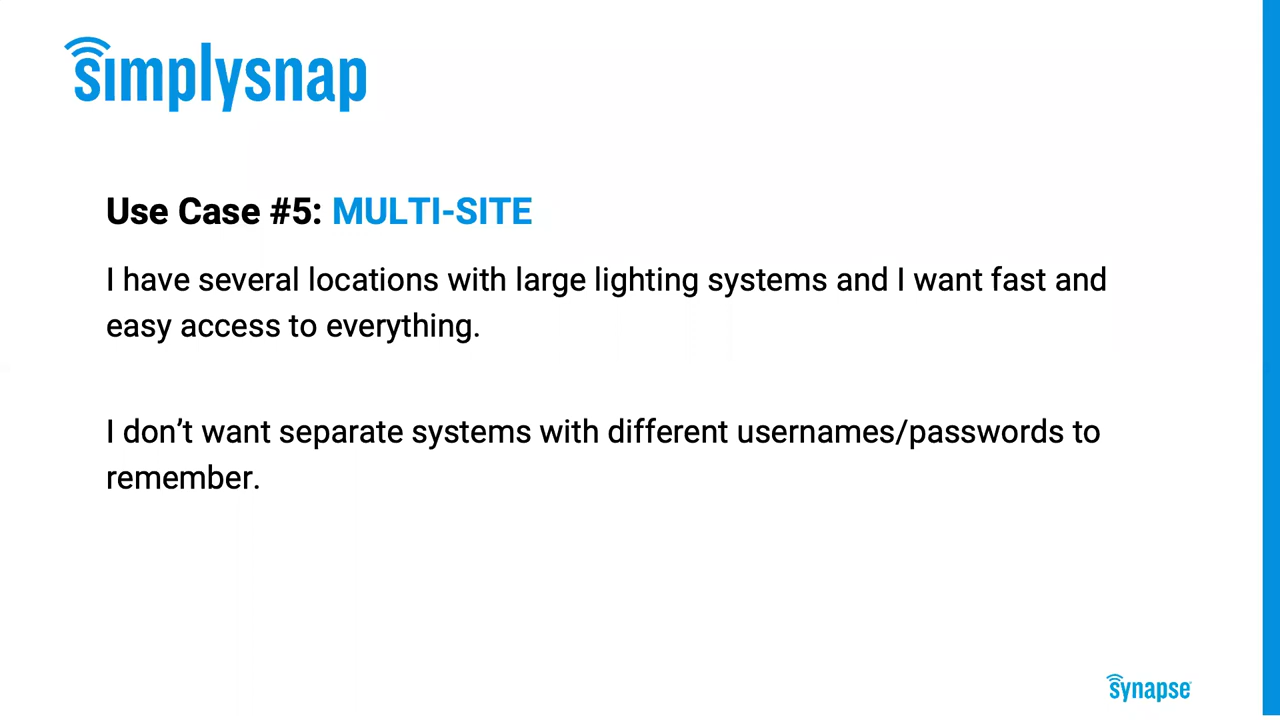 simplysnap
Use Case #5: MULTI-SITE
I have several locations with large lighting systems and I want fast and
easy access to everything.
I don’t want separate systems with different usernames/passwords to
remember.
synapse